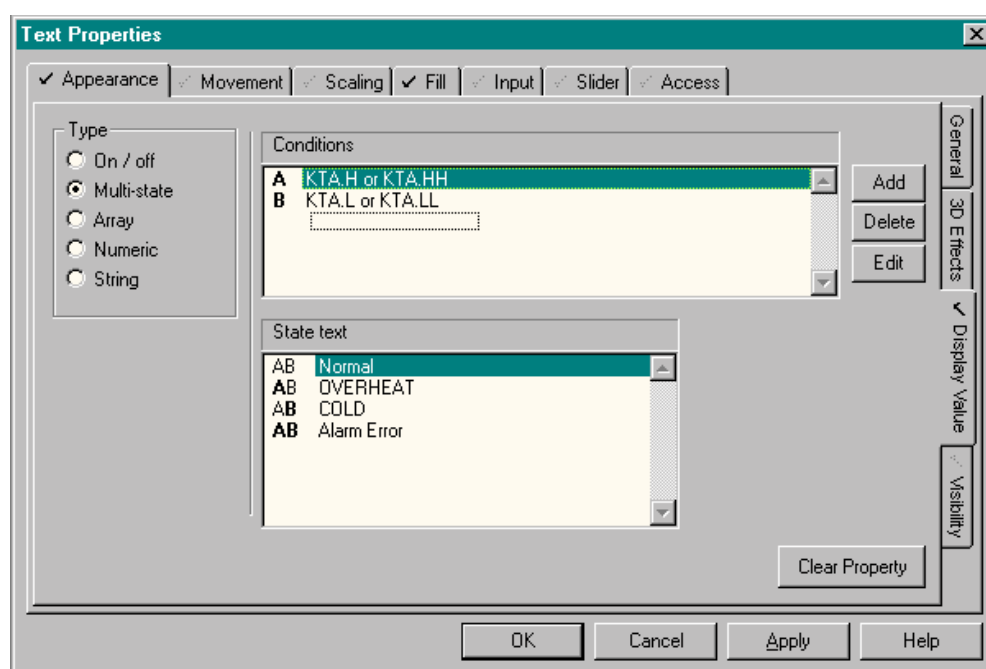 Text Properties
Appearance Movement Scaling Fill Input Slider Access
Type
On / off
Multi-state
Array
Numeric
String
Conditions
A KTA.H or KTA.HH
B KTA.L or KTA.LL
Add
Delete
Edit
State text
AB Normal
AB OVERHEAT
AB COLD
AB Alarm Error
General
3D Effects
Display Value
Visibility
Clear Property
OK Cancel Apply Help